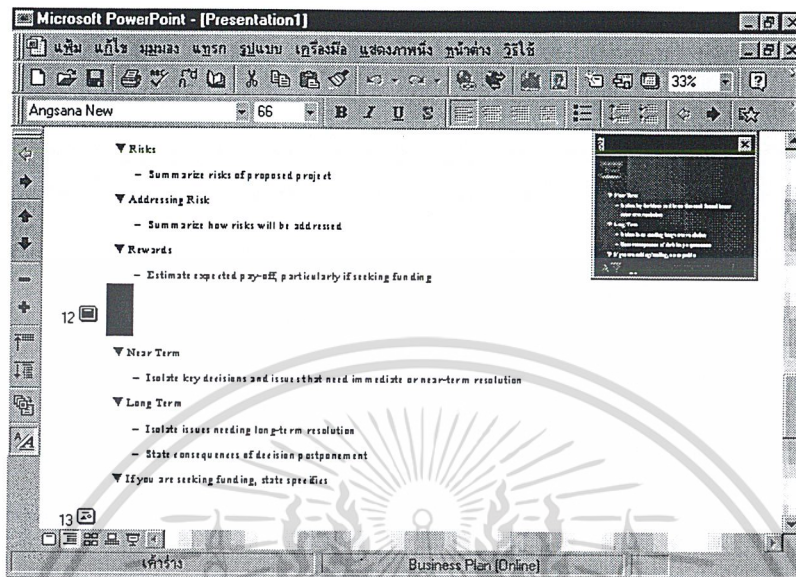 Microsoft PowerPoint - [Presentation1]
แฟ้ม แก้ไข มุมมอง แทรก รูปแบบ เครื่องมือ แสดงภาพนิ่ง หน้าต่าง วิธีใช้
33%
Angsana New 66 B I U S
▼ Risks
– Summarize risks of proposed project
▼ Addressing Risk
– Summarize how risks will be addressed
▼ Rewards
– Estimate expected pay-off, particularly if seeking funding
12
▼ Near Term
– Isolate key decisions and issues that need immediate or near-term resolution
▼ Long Term
– Isolate issues needing long-term resolution
– State consequences of decision postponement
▼ If you are seeking funding, state specifics
13
เค้าร่าง Business Plan (Online)